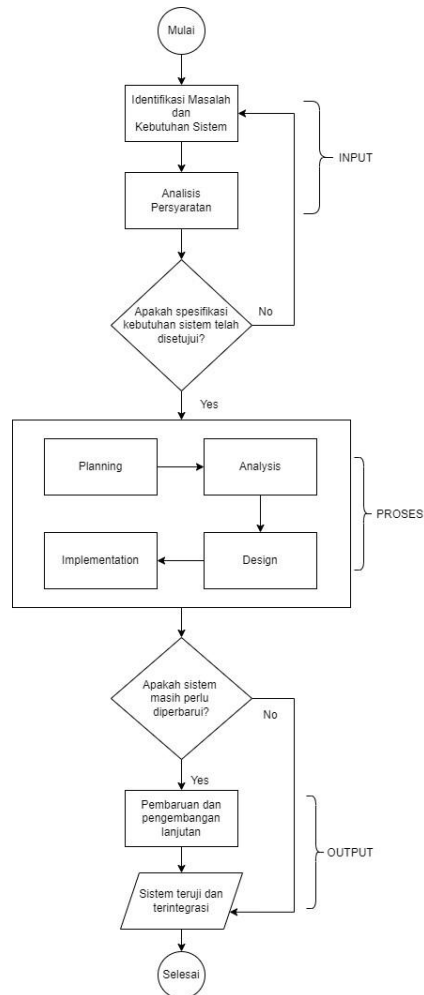 Mulai
Identifikasi Masalah
dan
Kebutuhan Sistem
INPUT
Analisis
Persyaratan
Apakah spesifikasi
kebutuhan sistem telah
disetujui?
No
Yes
Planning
Analysis
PROSES
Implementation
Design
Apakah sistem
masih perlu
diperbarui?
No
Yes
Pembaruan dan
pengembangan
lanjutan
OUTPUT
Sistem teruji dan
terintegrasi
Selesai